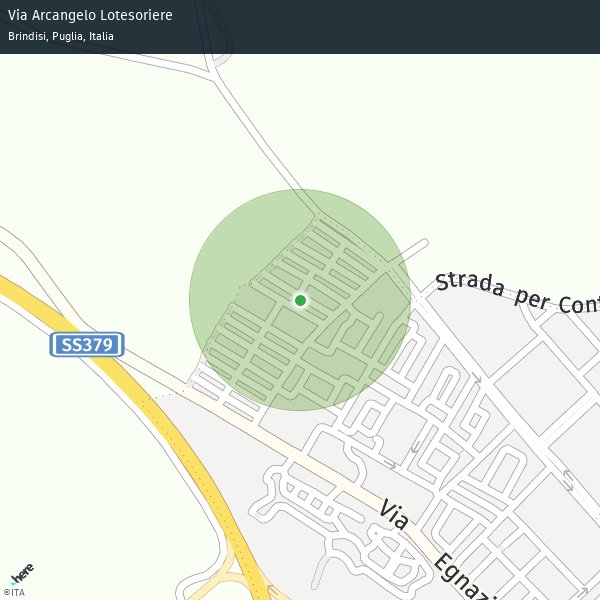 Via Arcangelo Lotesoriere
Brindisi, Puglia, Italia
Strada per Cont
SS379
Via
Egnazi
here
©ITA